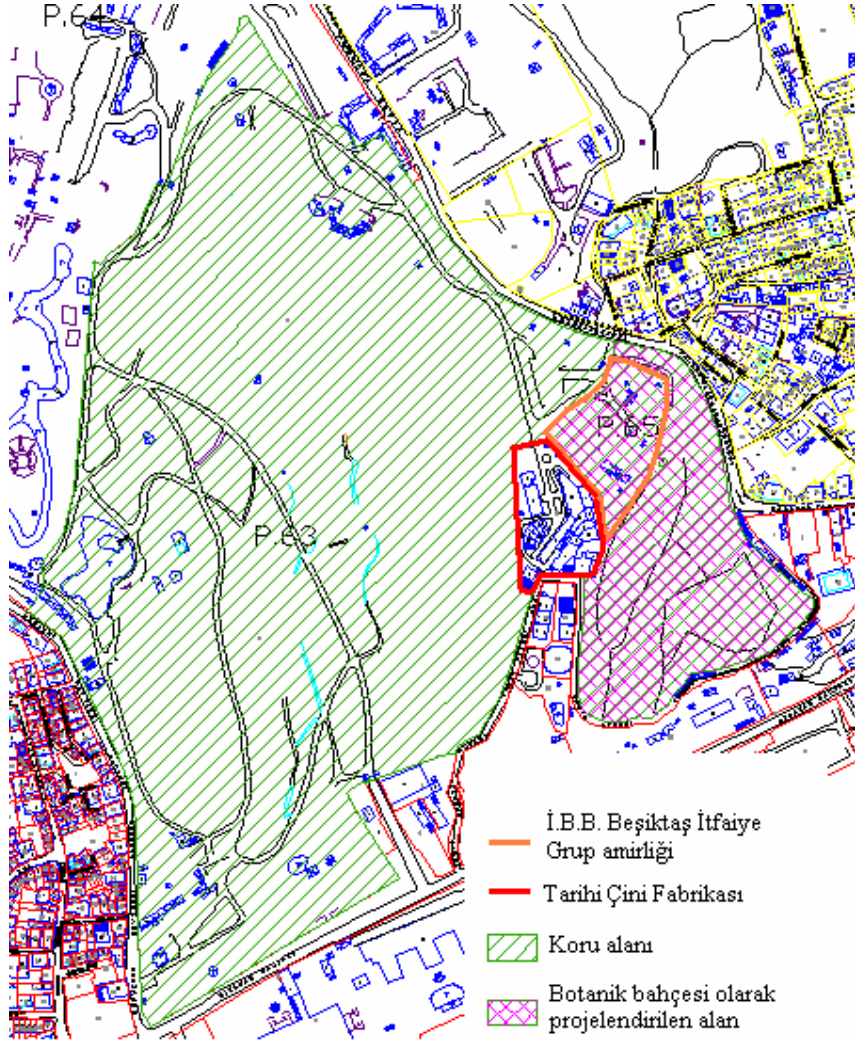 P.64
P.65
P.63
İ.B.B. Beşiktaş İtfaiye
Grup amirliği
Tarihi Çini Fabrikası
Koru alanı
Botanik bahçesi olarak
projelendirilen alan